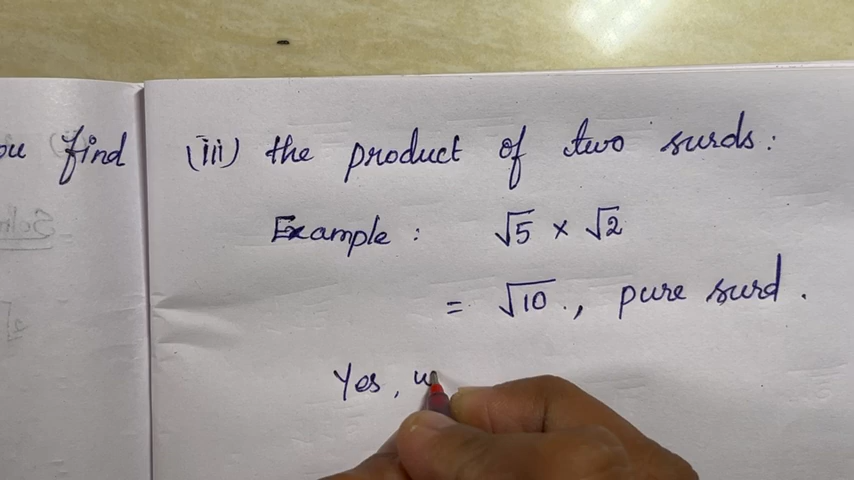 ou find (iii) the product of two surds:
Example : √5 × √2
= √10., pure surd.
Yes, w